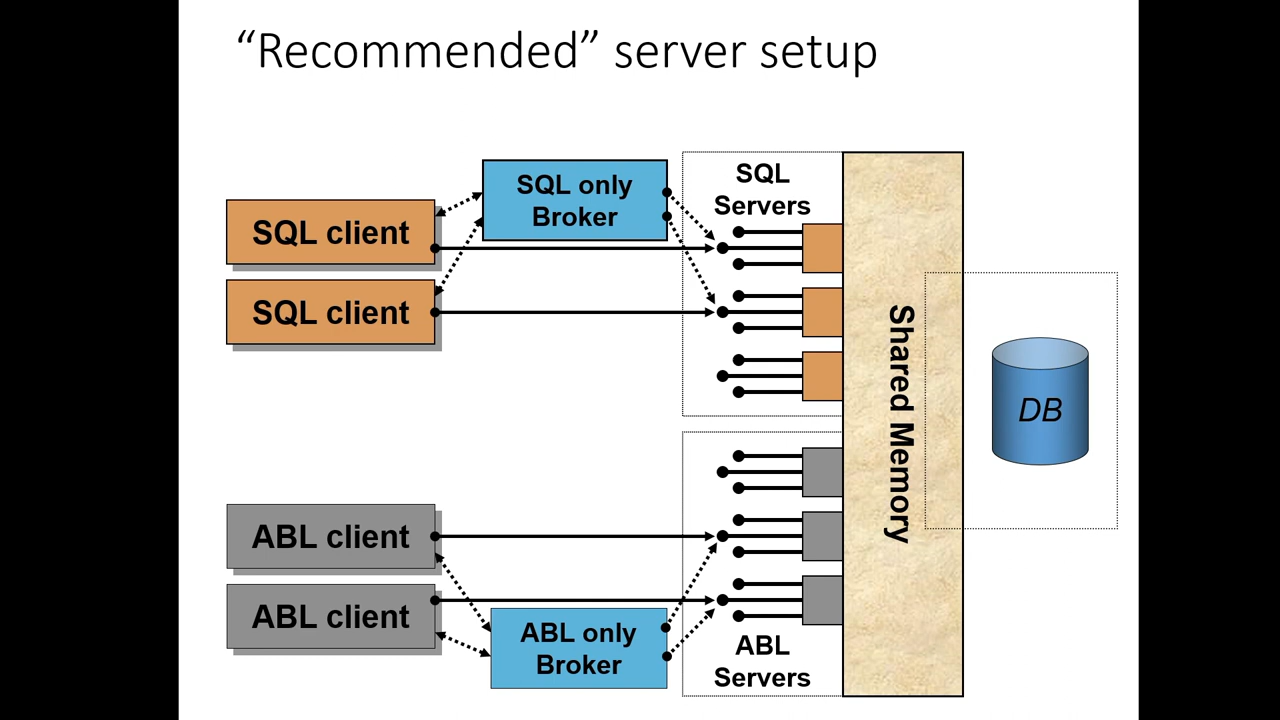 “Recommended” server setup
SQL only
Broker
SQL
Servers
SQL client
SQL client
Shared Memory
DB
ABL client
ABL client
ABL only
Broker
ABL
Servers